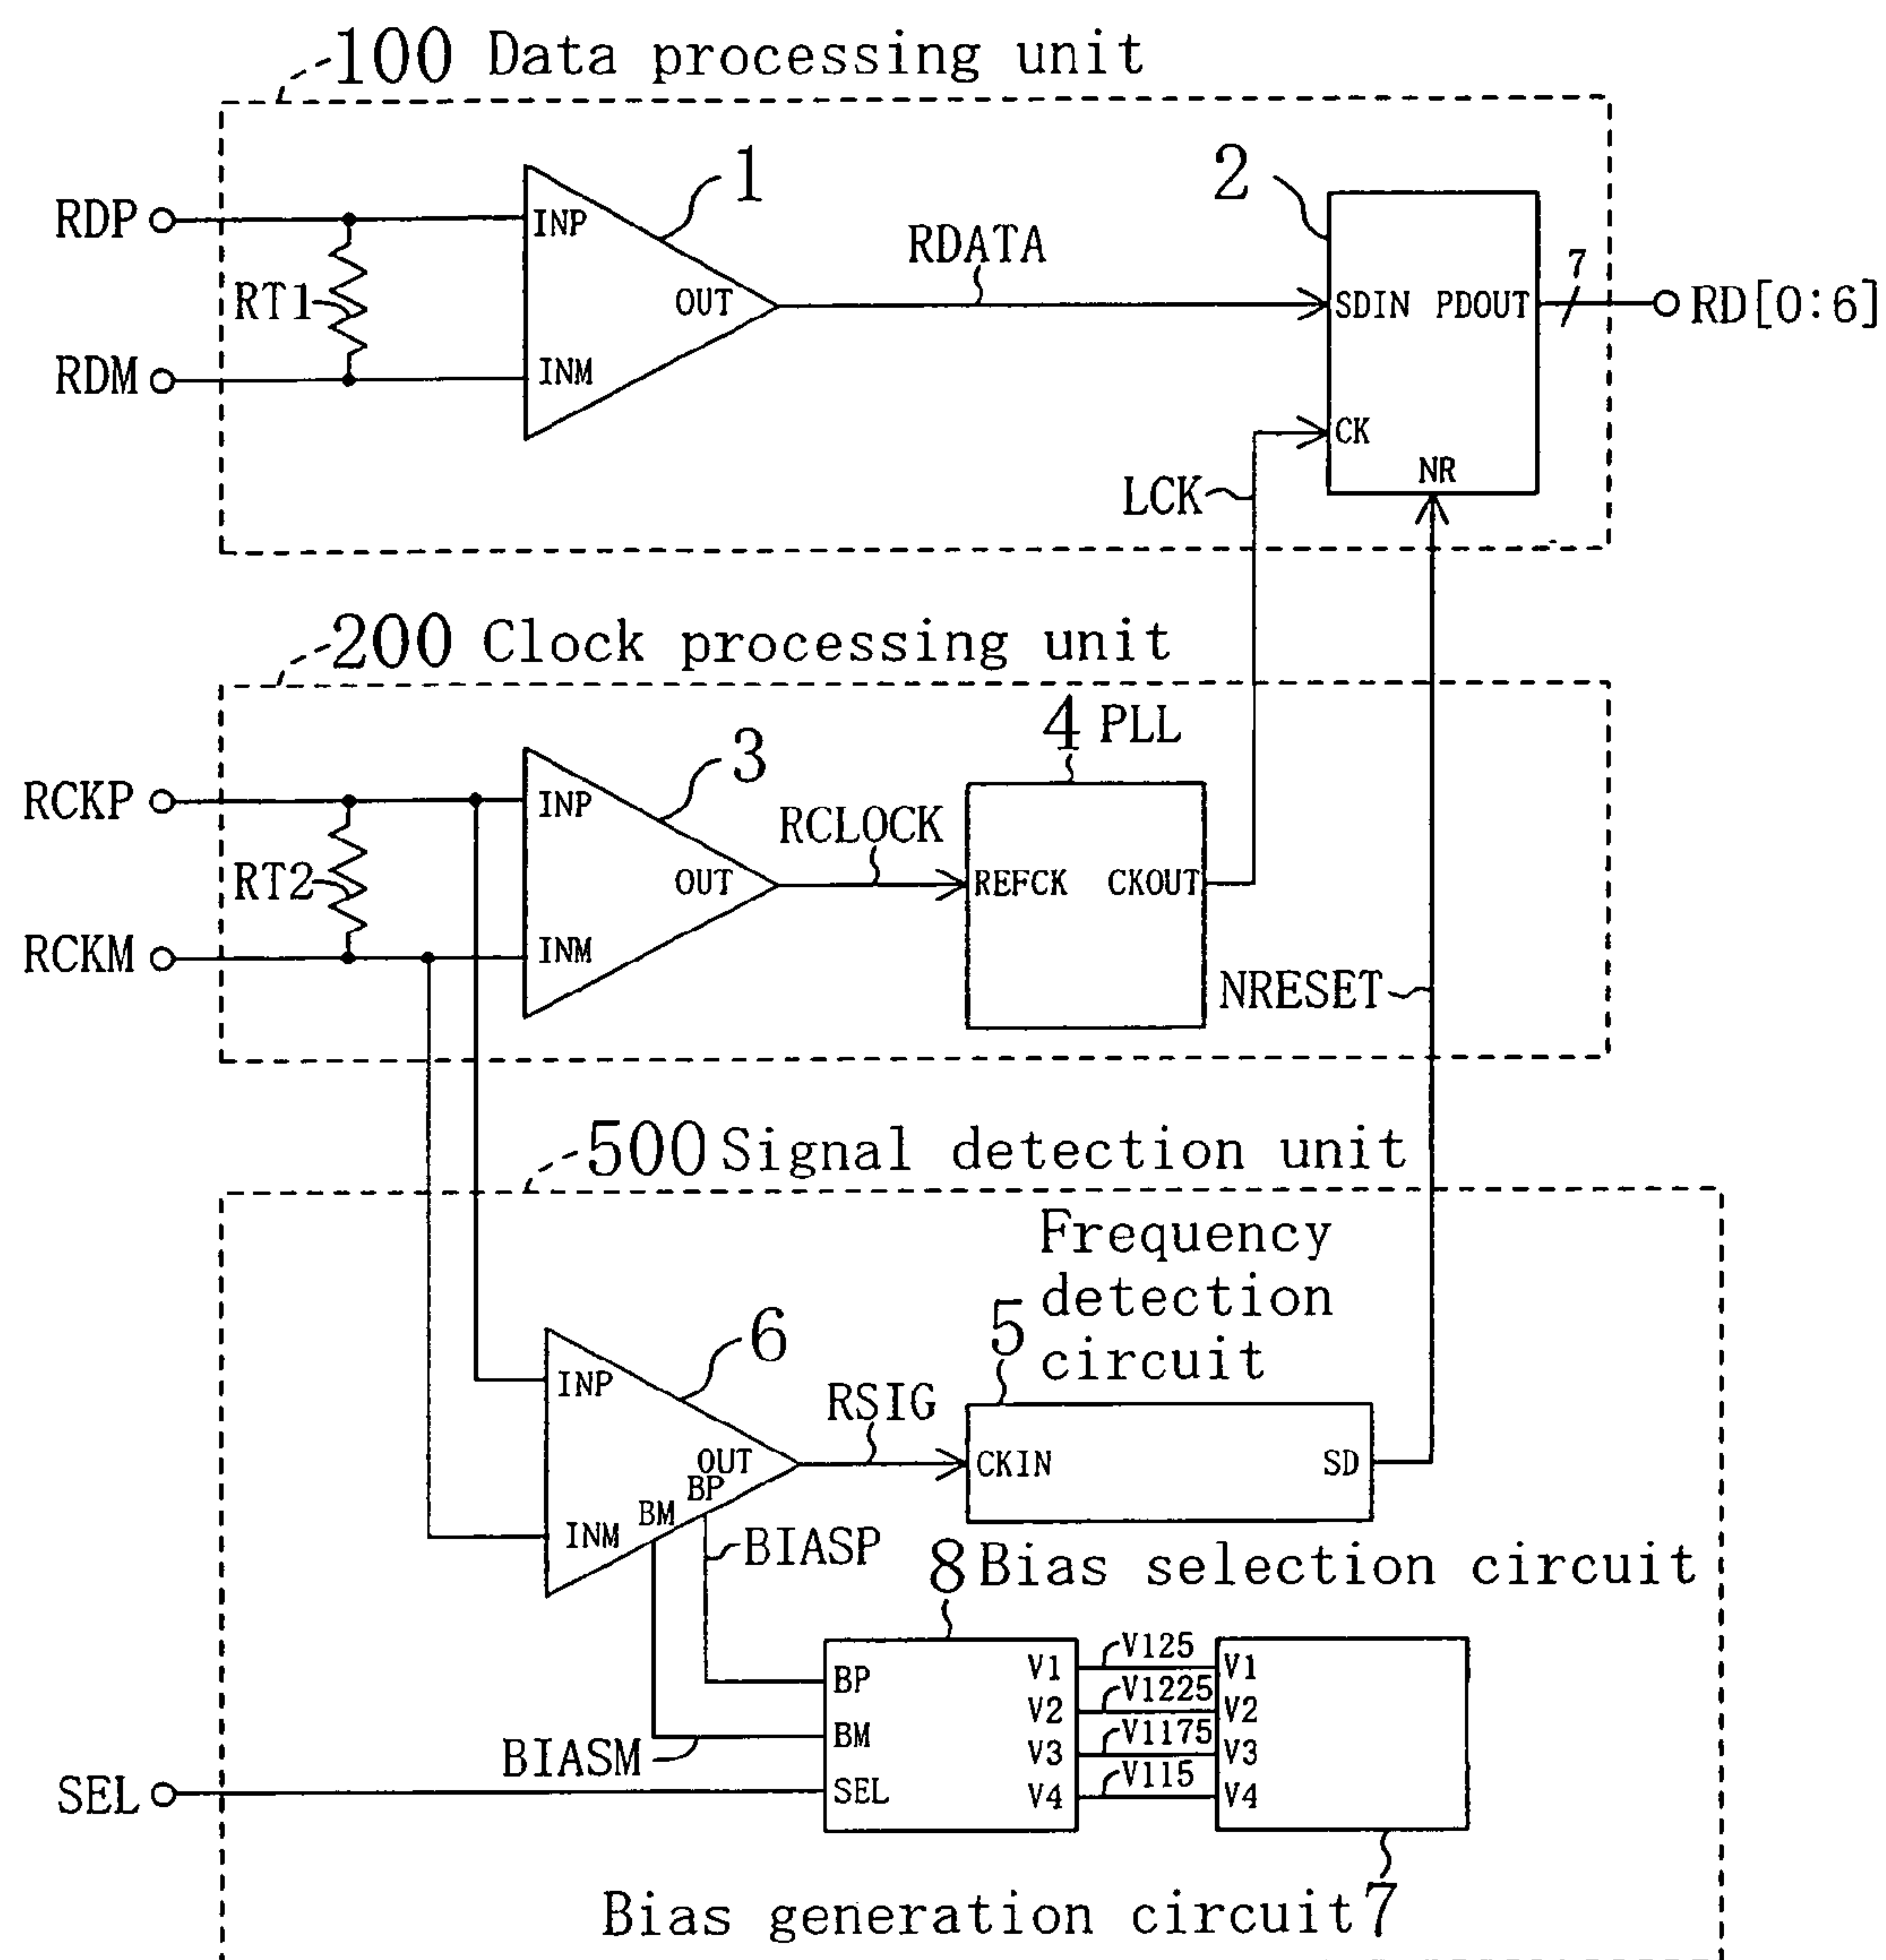 100 Data processing unit
1
2
RDP
INP
RDATA
7
RT1
OUT
SDIN PDOUT
RD[0:6]
RDM
INM
CK
NR
LCK
200 Clock processing unit
4 PLL
3
RCKP
INP
RCLOCK
RT2
OUT
REFCK CKOUT
RCKM
INM
NRESET
500 Signal detection unit
Frequency
detection
circuit
5
6
INP
RSIG
OUT
CKIN
SD
BP
BM
INM
BIASP
8 Bias selection circuit
V125
BP
V1
V1
V1225
V2
V2
BM
V1175
V3
V3
BIASM
V115
SEL
SEL
V4
V4
Bias generation circuit 7